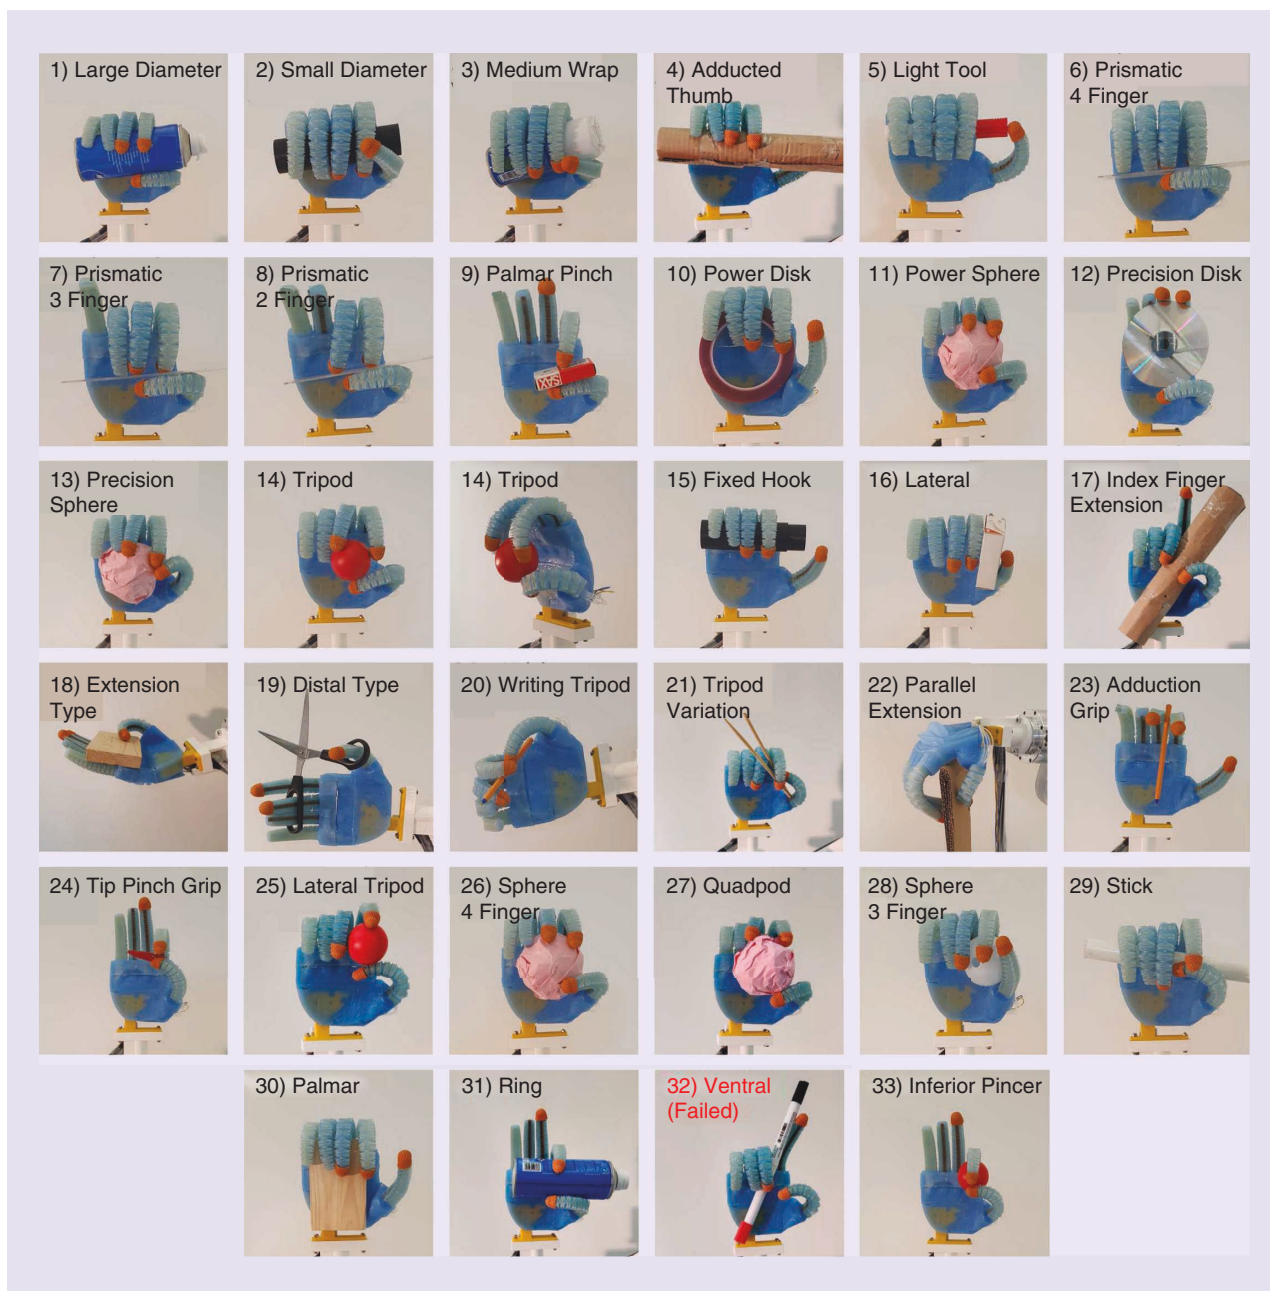 1) Large Diameter
2) Small Diameter
3) Medium Wrap
4) Adducted
Thumb
5) Light Tool
6) Prismatic
4 Finger
7) Prismatic
3 Finger
8) Prismatic
2 Finger
9) Palmar Pinch
10) Power Disk
11) Power Sphere
12) Precision Disk
13) Precision
Sphere
14) Tripod
14) Tripod
15) Fixed Hook
16) Lateral
17) Index Finger
Extension
18) Extension
Type
19) Distal Type
20) Writing Tripod
21) Tripod
Variation
22) Parallel
Extension
23) Adduction
Grip
24) Tip Pinch Grip
25) Lateral Tripod
26) Sphere
4 Finger
27) Quadpod
28) Sphere
3 Finger
29) Stick
30) Palmar
31) Ring
32) Ventral
(Failed)
33) Inferior Pincer